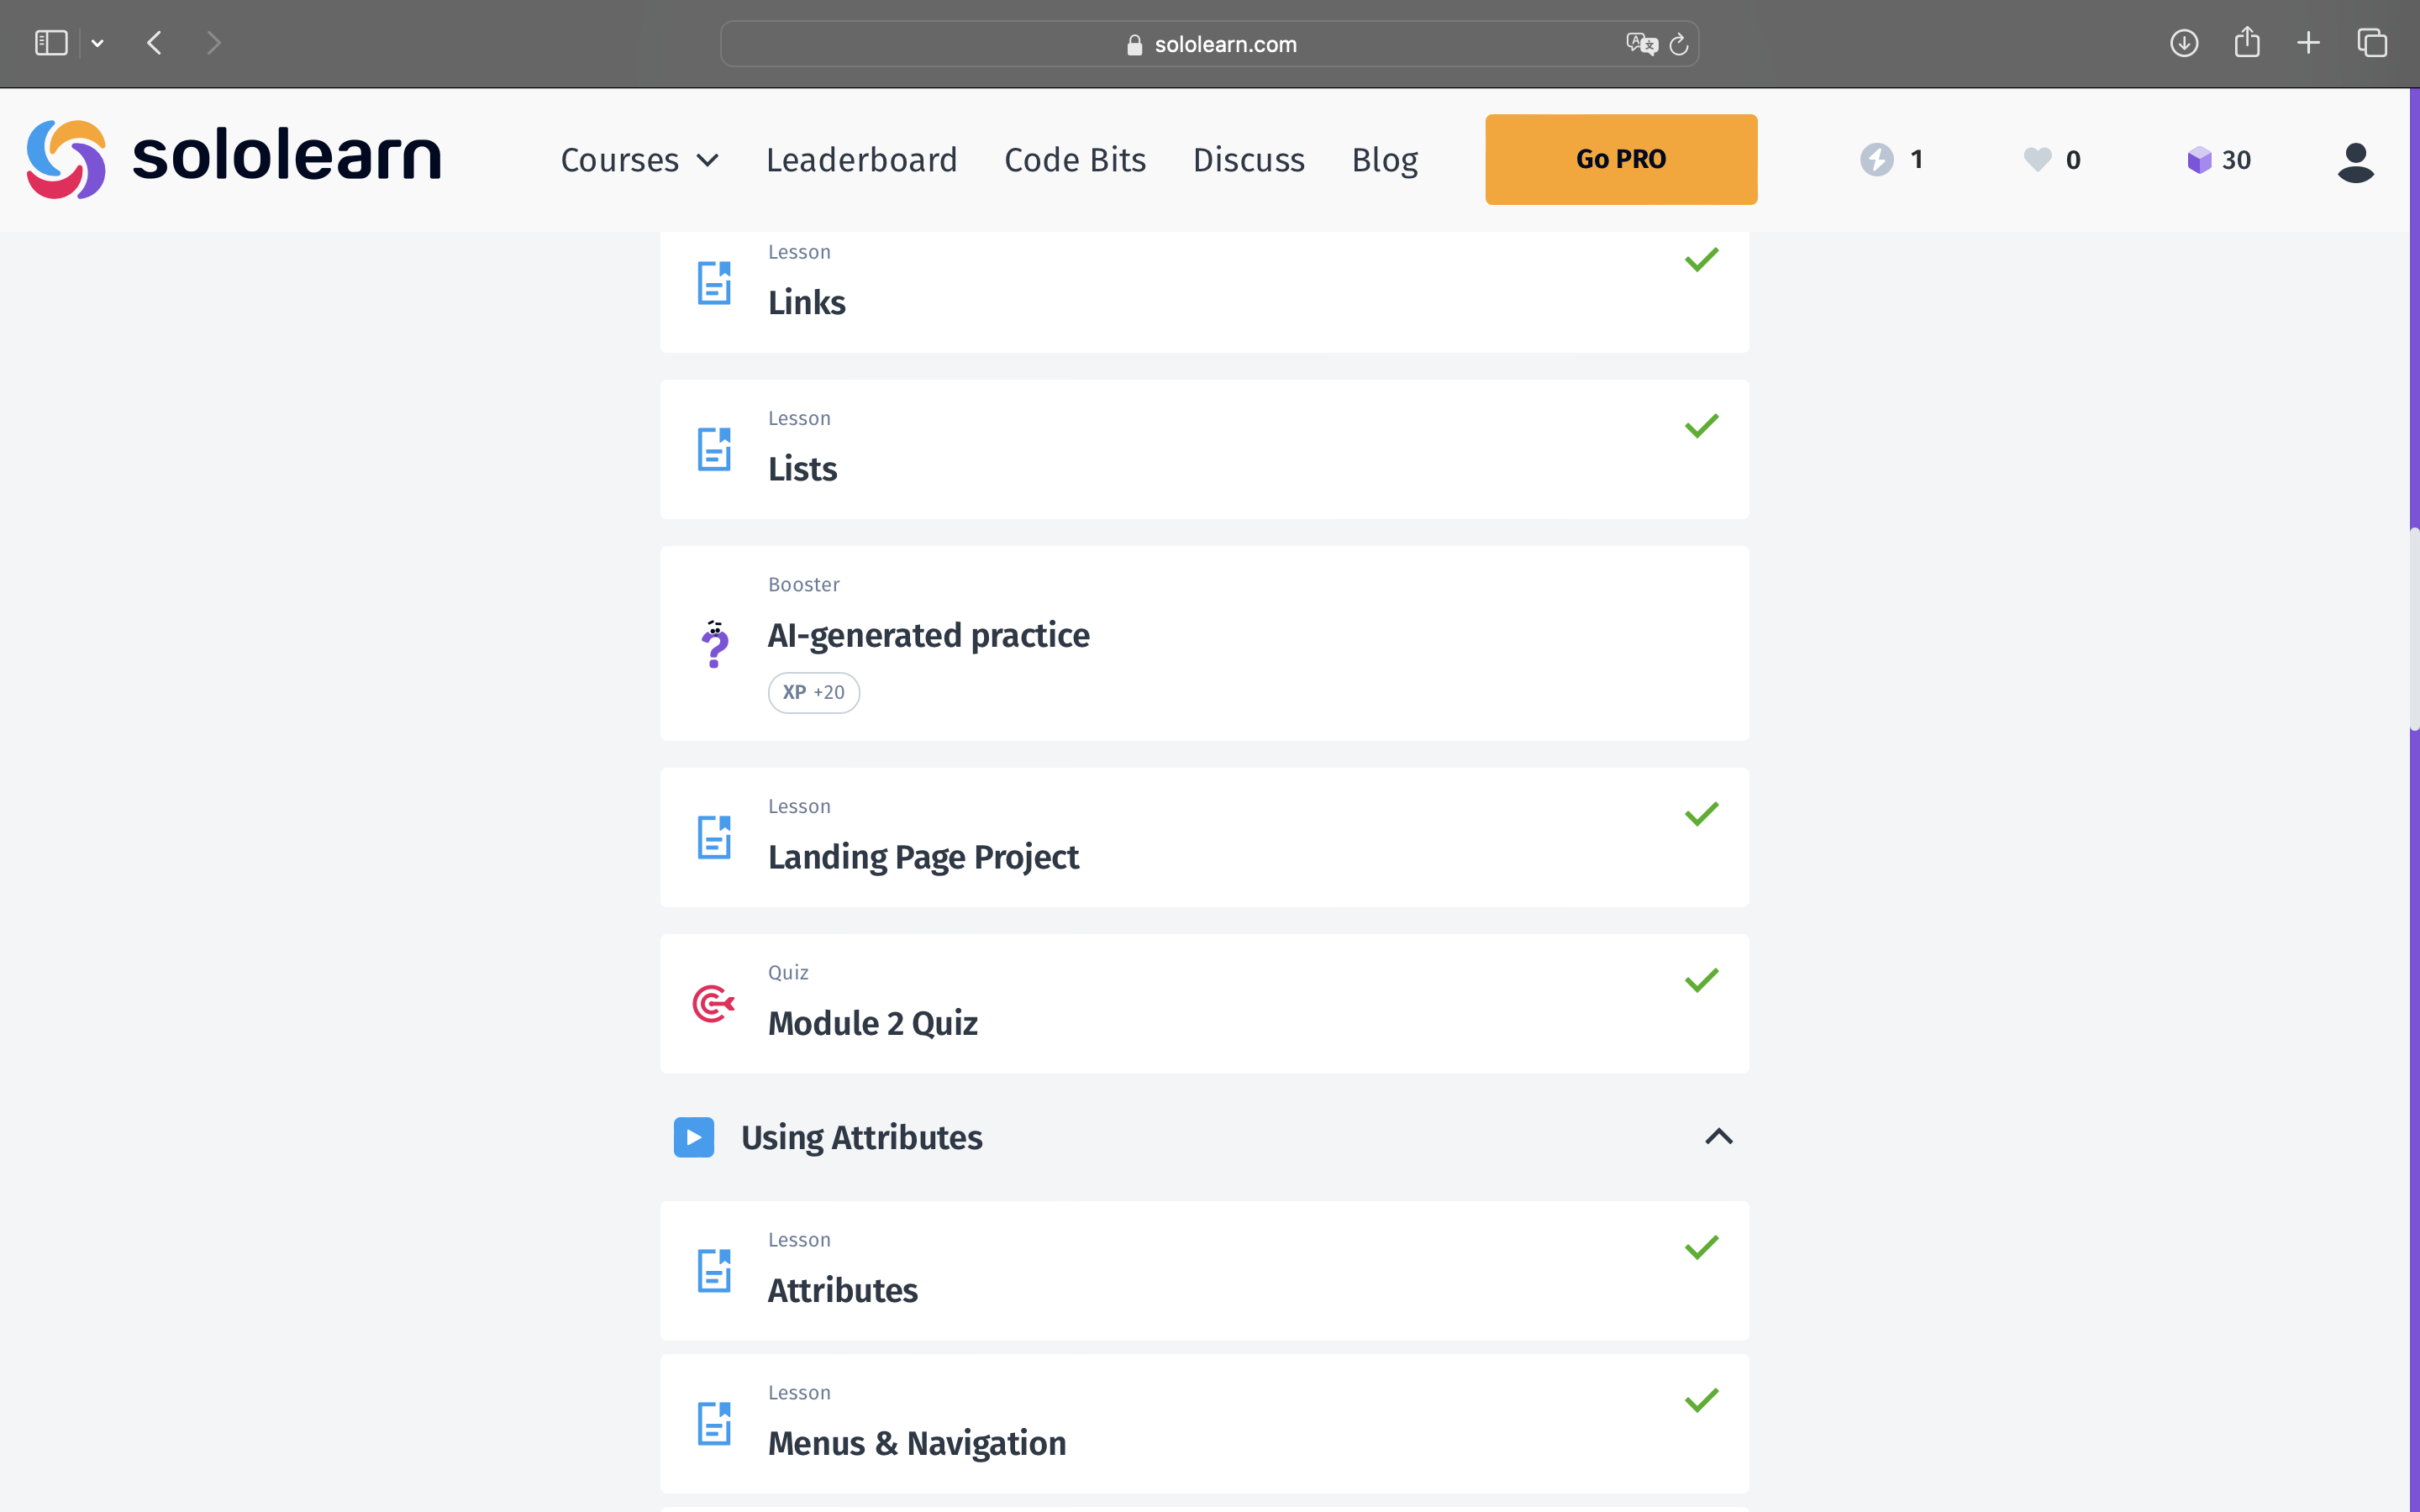 sololearn.com
sololearn
Courses
Leaderboard
Code Bits
Discuss
Blog
Go PRO
1
0
30
Lesson
Links
Lesson
Lists
Booster
AI-generated practice
XP +20
Lesson
Landing Page Project
Quiz
Module 2 Quiz
Using Attributes
Lesson
Attributes
Lesson
Menus & Navigation